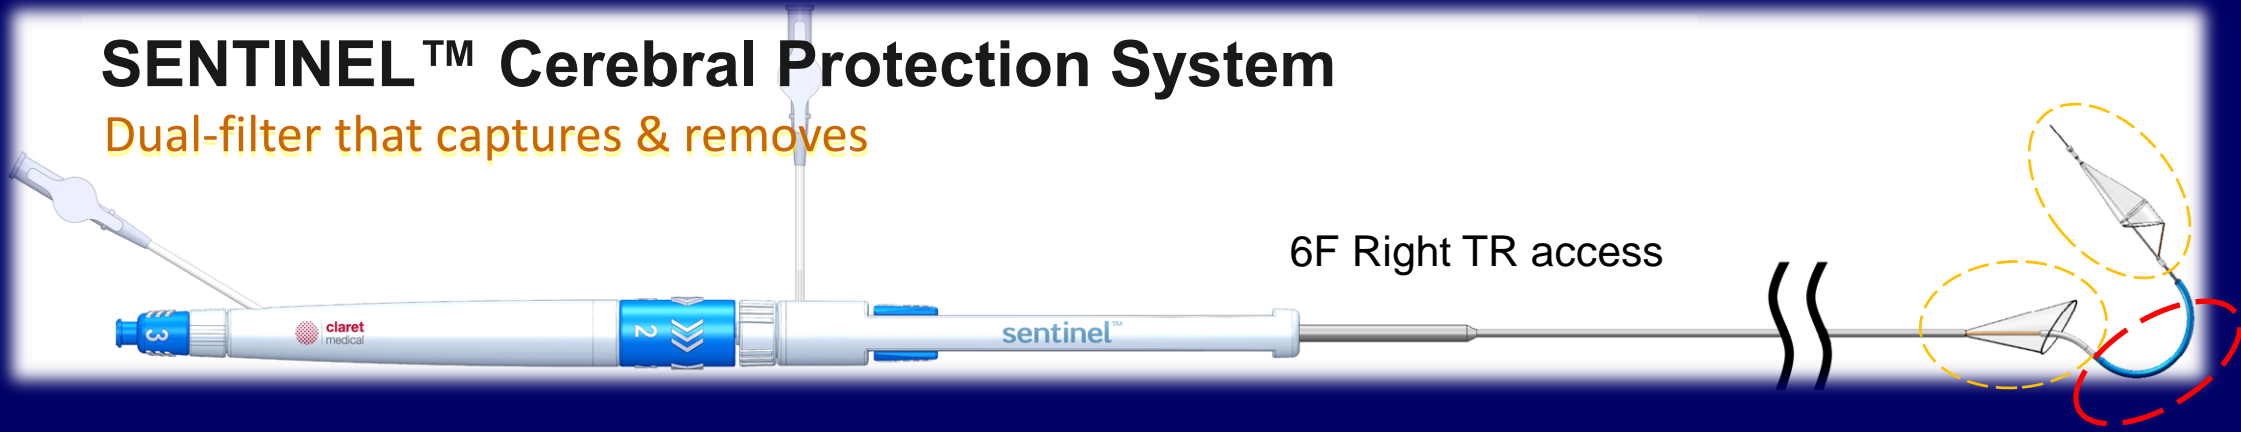 SENTINEL™ Cerebral Protection System
Dual-filter that captures & removes
6F Right TR access
3
claret
medical
2
sentinel™